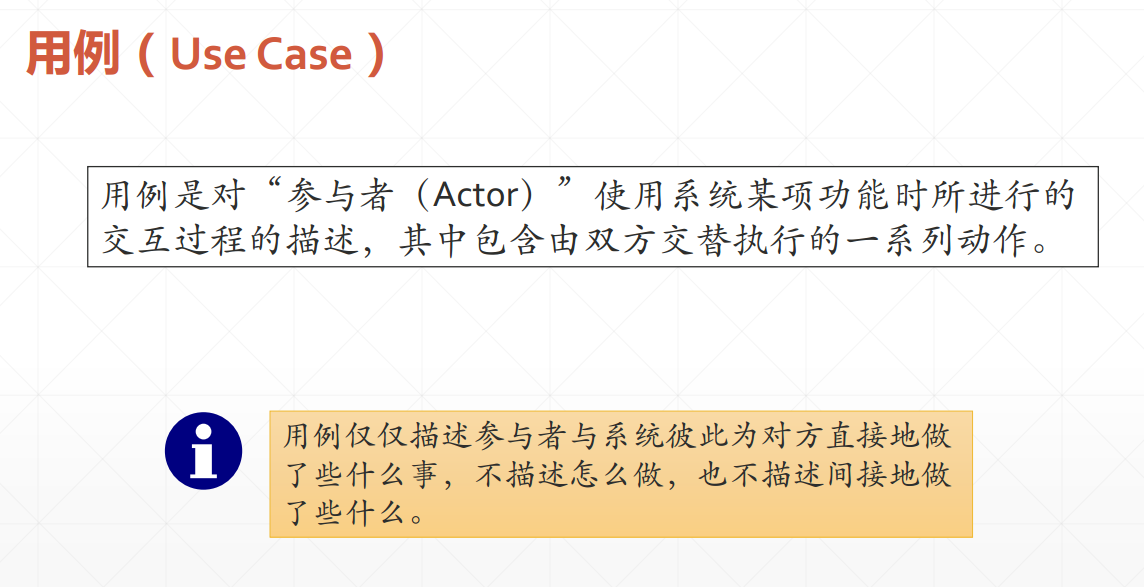 用例（Use Case）
用例是对“参与者（Actor）”使用系统某项功能时所进行的
交互过程的描述，其中包含由双方交替执行的一系列动作。
用例仅仅描述参与者与系统彼此为对方直接地做
了些什么事，不描述怎么做，也不描述间接地做
了些什么。